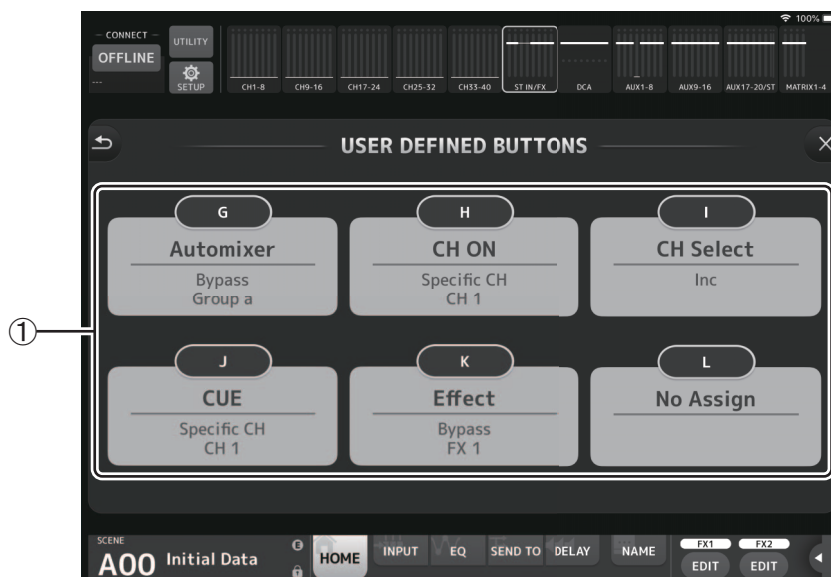 100%
CONNECT
OFFLINE
---
UTILITY
SETUP
CH1-8
CH9-16
CH17-24
CH25-32
CH33-40
ST IN/FX
DCA
AUX1-8
AUX9-16
AUX17-20/ST
MATRIX1-4
USER DEFINED BUTTONS
①
G
Automixer
Bypass
Group a
H
CH ON
Specific CH
CH 1
I
CH Select
Inc
J
CUE
Specific CH
CH 1
K
Effect
Bypass
FX 1
L
No Assign
SCENE
A00 Initial Data
E
HOME
INPUT
EQ
SEND TO
DELAY
NAME
FX1
EDIT
FX2
EDIT